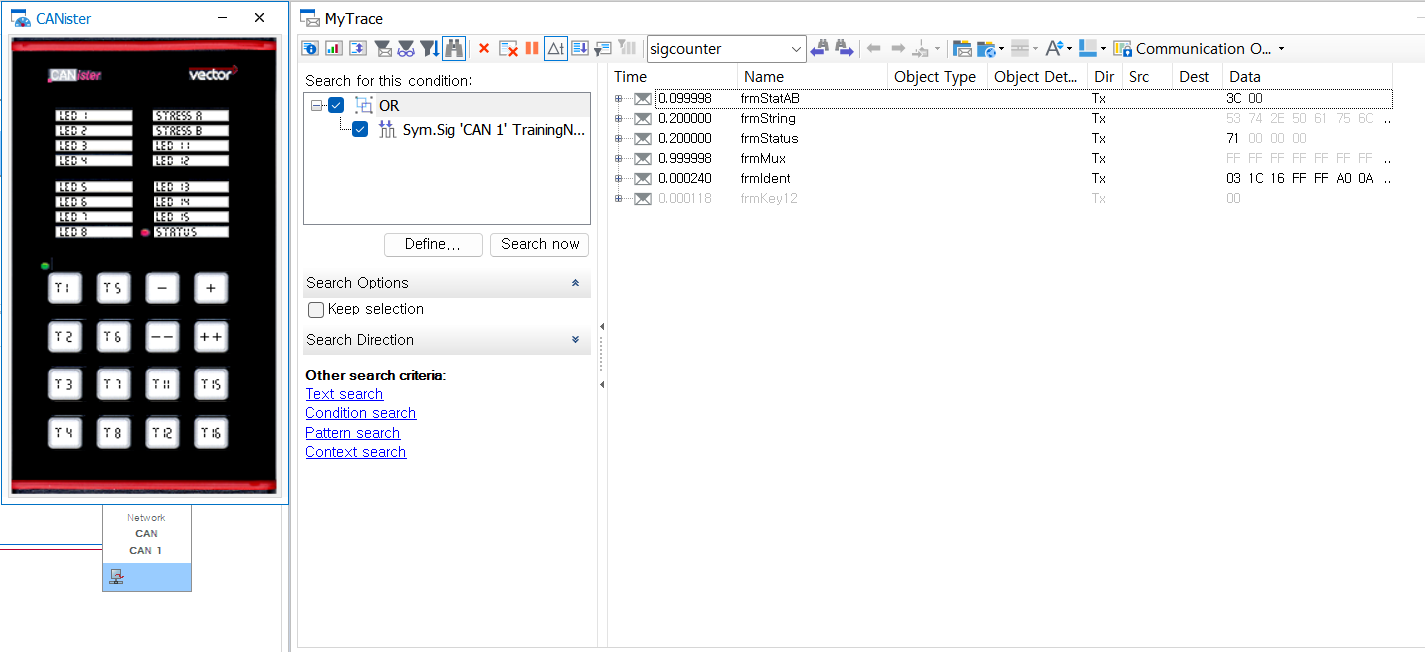 CANister
CANister
vector
LED 1 STRESS A
LED 2 STRESS B
LED 3 LED 11
LED 4 LED 12
LED 5 LED 13
LED 6 LED 14
LED 7 LED 15
LED 8 STATUS
T1 T5 - +
T2 T6 -- ++
T3 T7 T11 T15
T4 T8 T12 T16
Network
CAN
CAN 1
MyTrace
Δt sigcounter Communication O...
Search for this condition:
OR
Sym.Sig 'CAN 1' TrainingN...
Define... Search now
Search Options
Keep selection
Search Direction
Other search criteria:
Text search
Condition search
Pattern search
Context search
Time Name Object Type Object Det... Dir Src Dest Data
0.099998 frmStatAB Tx 3C 00
0.200000 frmString Tx 53 74 2E 50 61 75 6C ..
0.200000 frmStatus Tx 71 00 00 00
0.999998 frmMux Tx FF FF FF FF FF FF FF ..
0.000240 frmIdent Tx 03 1C 16 FF FF A0 0A ..
0.000118 frmKey12 Tx 00